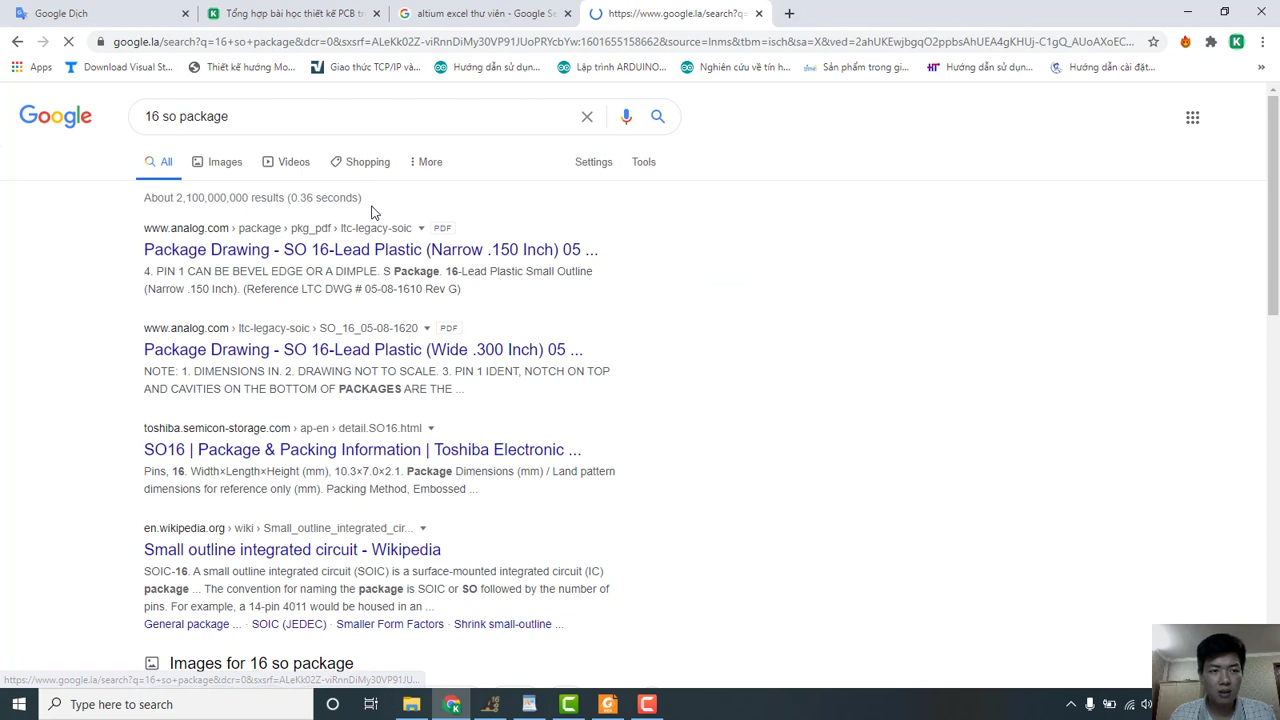 Google Dịch
Tổng hợp bài thiết kế PCB tr
altium excel thư viện - Google Se
https://www.google.la/search?q=
google.la/search?q=16+so+package&dcr=0&sxsrf=ALeKk02Z-viRnnDiMy30VP91JUoPRYcbYw:1601655158662&source=lnms&tbm=isch&sa=X&ved=2ahUKEwjbgqO2ppbsAhUEA4gKHUj-C1gQ_AUoAXoEC...
Apps
Download Visual St...
Thiết kế hướng Mo...
Giao thức TCP/IP và...
Hướng dẫn sử dụn...
Lập trình ARDUINO...
Nghiên cứu về tín h...
Sản phẩm trong gi...
Hướng dẫn sử dụn...
Hướng dẫn cài đặt...
»
Google
16 so package
All
Images
Videos
Shopping
More
Settings
Tools
About 2,100,000,000 results (0.36 seconds)
www.analog.com › package › pkg_pdf › ltc-legacy-soic PDF
Package Drawing - SO 16-Lead Plastic (Narrow .150 Inch) 05 ...
4. PIN 1 CAN BE BEVEL EDGE OR A DIMPLE. S Package. 16-Lead Plastic Small Outline
(Narrow .150 Inch). (Reference LTC DWG # 05-08-1610 Rev G)
www.analog.com › ltc-legacy-soic › SO_16_05-08-1620 PDF
Package Drawing - SO 16-Lead Plastic (Wide .300 Inch) 05 ...
NOTE: 1. DIMENSIONS IN. 2. DRAWING NOT TO SCALE. 3. PIN 1 IDENT, NOTCH ON TOP
AND CAVITIES ON THE BOTTOM OF PACKAGES ARE THE ...
toshiba.semicon-storage.com › ap-en › detail.SO16.html
SO16 | Package & Packing Information | Toshiba Electronic ...
Pins, 16. Width×Length×Height (mm), 10.3×7.0×2.1. Package Dimensions (mm) / Land pattern
dimensions for reference only (mm). Packing Method, Embossed ...
en.wikipedia.org › wiki › Small_outline_integrated_cir...
Small outline integrated circuit - Wikipedia
SOIC-16. A small outline integrated circuit (SOIC) is a surface-mounted integrated circuit (IC)
package ... The convention for naming the package is SOIC or SO followed by the number of
pins. For example, a 14-pin 4011 would be housed in an ...
General package ... · SOIC (JEDEC) · Smaller Form Factors · Shrink small-outline ...
Images for 16 so package
https://www.google.la/search?q=16+so+package&dcr=0&sxsrf=ALeKk02Z-viRnnDiMy30VP91JU...
Type here to search